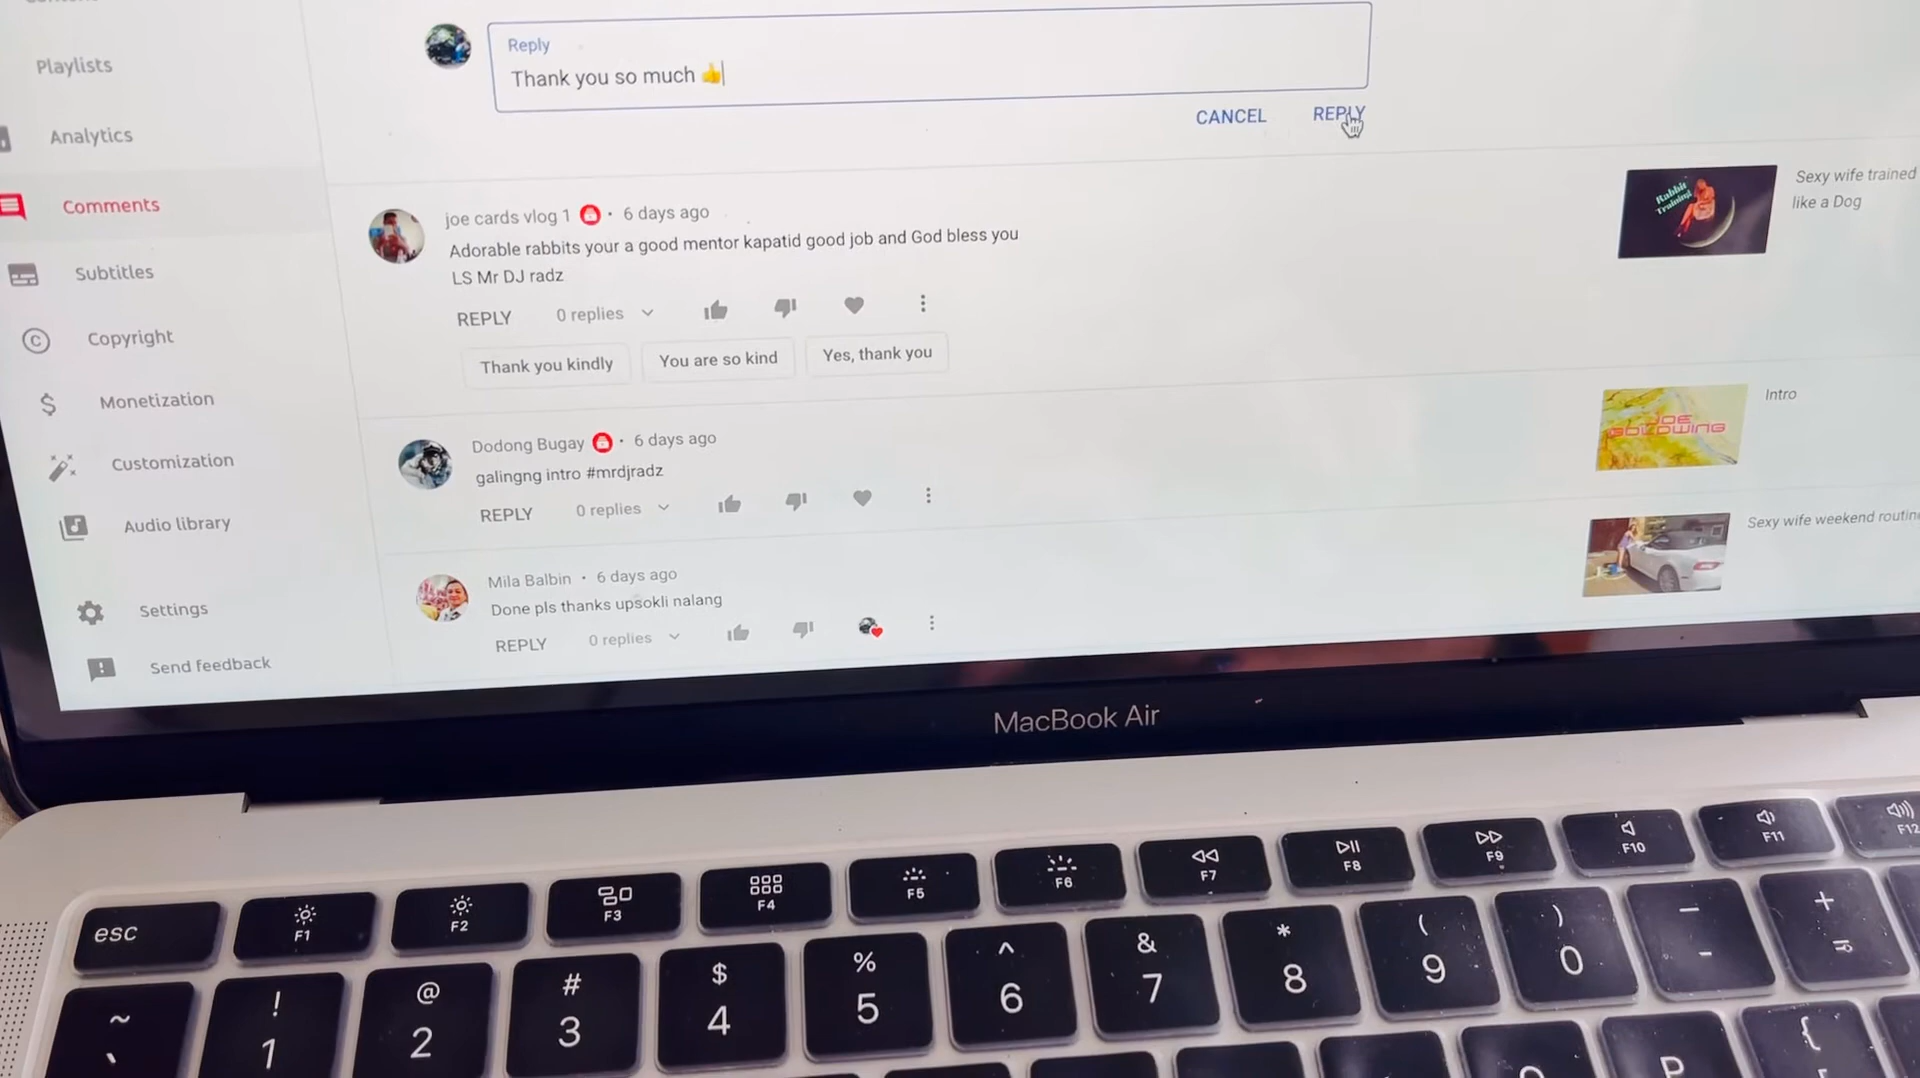 Playlists
Analytics
Comments
Subtitles
Copyright
Monetization
Customization
Audio library
Settings
Send feedback
Reply
Thank you so much 👍
CANCEL REPLY
joe cards vlog 1 • 6 days ago
Adorable rabbits your a good mentor kapatid good job and God bless you
LS Mr DJ radz
REPLY 0 replies
Thank you kindly You are so kind Yes, thank you
Rabbit
Training
Sexy wife trained
like a Dog
Dodong Bugay • 6 days ago
galingng intro #mrdjradz
REPLY 0 replies
JOE
GOLDWING
Intro
Mila Balbin • 6 days ago
Done pls thanks upsokli nalang
REPLY 0 replies
Sexy wife weekend routine
MacBook Air
esc F1 F2 F3 F4 F5 F6 F7 F8 F9 F10 F11 F12
~ ! @ # $ % ^ & * ( ) _ +
` 1 2 3 4 5 6 7 8 9 0 - =
P {
[